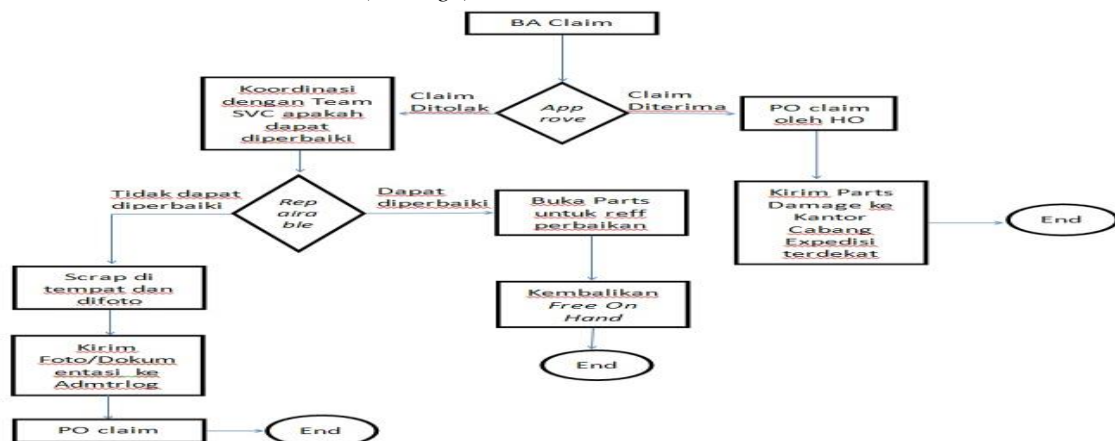 BA Claim
Koordinasi
dengan Team
SVC apakah
dapat
diperbaiki
Claim
Ditolak
App
rove
Claim
Diterima
PO claim
oleh HO
Tidak dapat
diperbaiki
Rep
aira
ble
Dapat
diperbaiki
Buka Parts
untuk reff
perbaikan
Kirim Parts
Damage ke
Kantor
Cabang
Expedisi
terdekat
End
Scrap di
tempat dan
difoto
Kembalikan
Free On
Hand
Kirim
Foto/Dokum
entasi ke
Admtrlog
End
PO claim
End